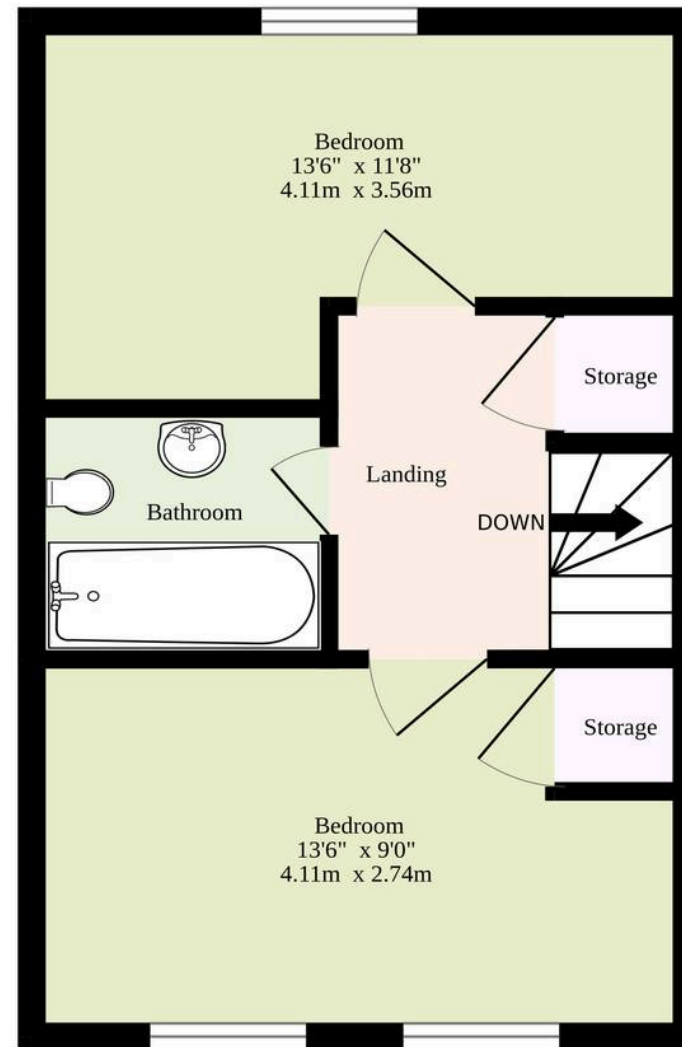 Bedroom
13'6" x 11'8"
4.11m x 3.56m
Storage
Landing
Bathroom
DOWN
Storage
Bedroom
13'6" x 9'0"
4.11m x 2.74m